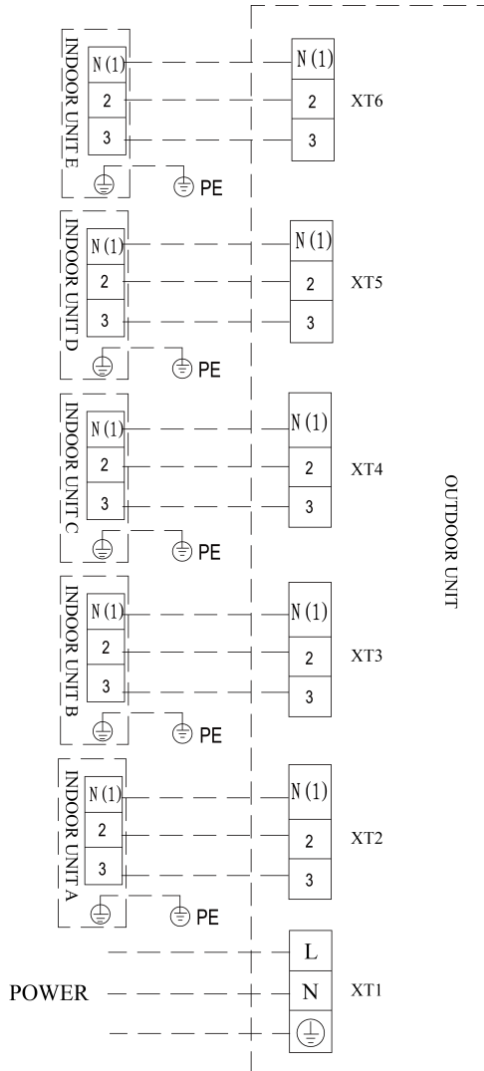 INDOOR UNIT E
N(1)
2
3
PE
N(1)
2
3
XT6
INDOOR UNIT D
N(1)
2
3
PE
N(1)
2
3
XT5
INDOOR UNIT C
N(1)
2
3
PE
N(1)
2
3
XT4
OUTDOOR UNIT
INDOOR UNIT B
N(1)
2
3
PE
N(1)
2
3
XT3
INDOOR UNIT A
N(1)
2
3
PE
N(1)
2
3
XT2
POWER
L
N
XT1